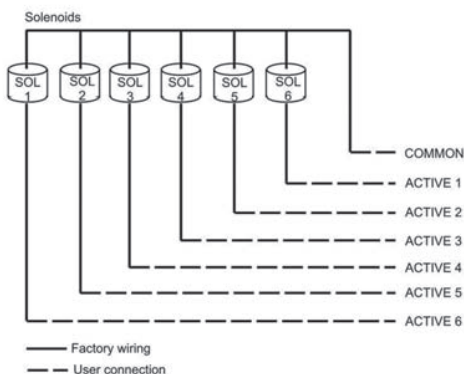 Solenoids
SOL 1
SOL 2
SOL 3
SOL 4
SOL 5
SOL 6
COMMON
ACTIVE 1
ACTIVE 2
ACTIVE 3
ACTIVE 4
ACTIVE 5
ACTIVE 6
Factory wiring
User connection